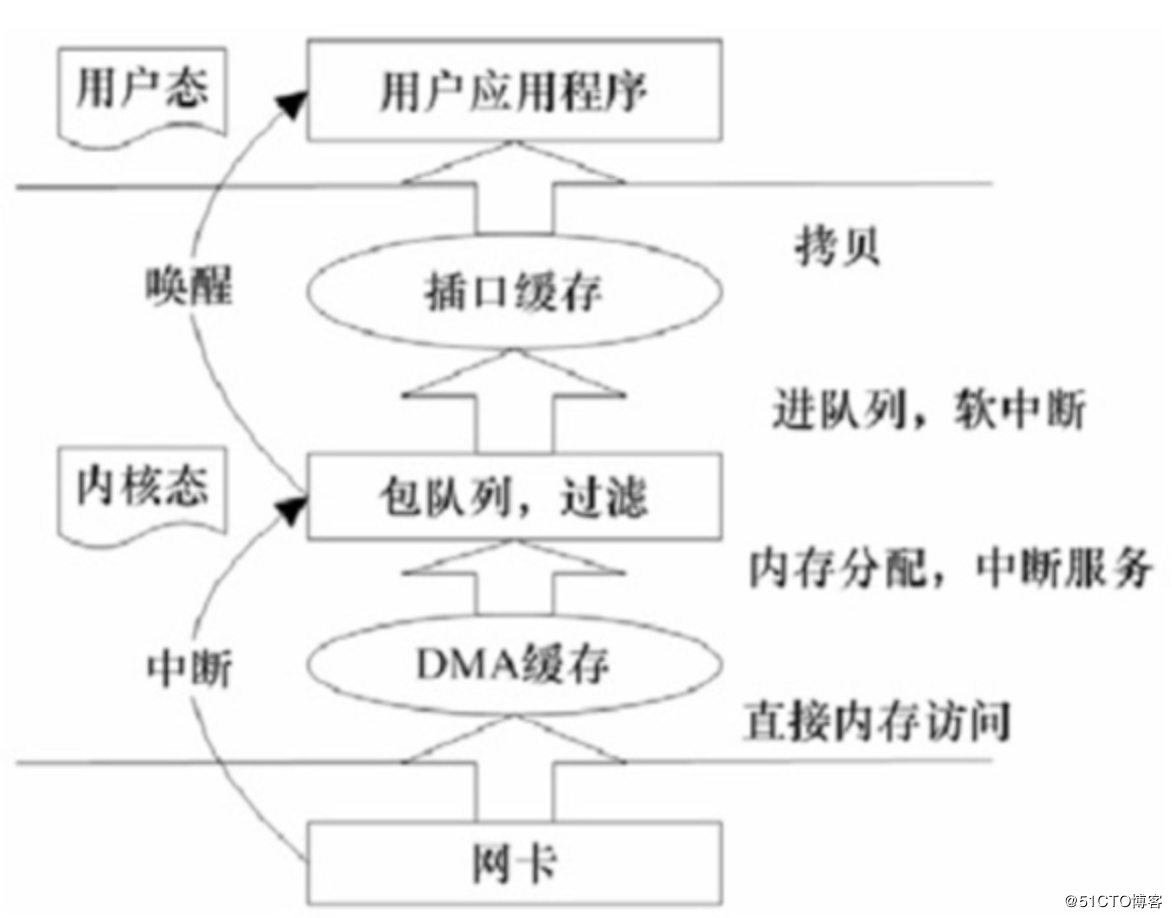 用户态
用户应用程序
拷贝
唤醒
插口缓存
进队列，软中断
内核态
包队列，过滤
内存分配，中断服务
中断
DMA缓存
直接内存访问
网卡
@51CTO博客